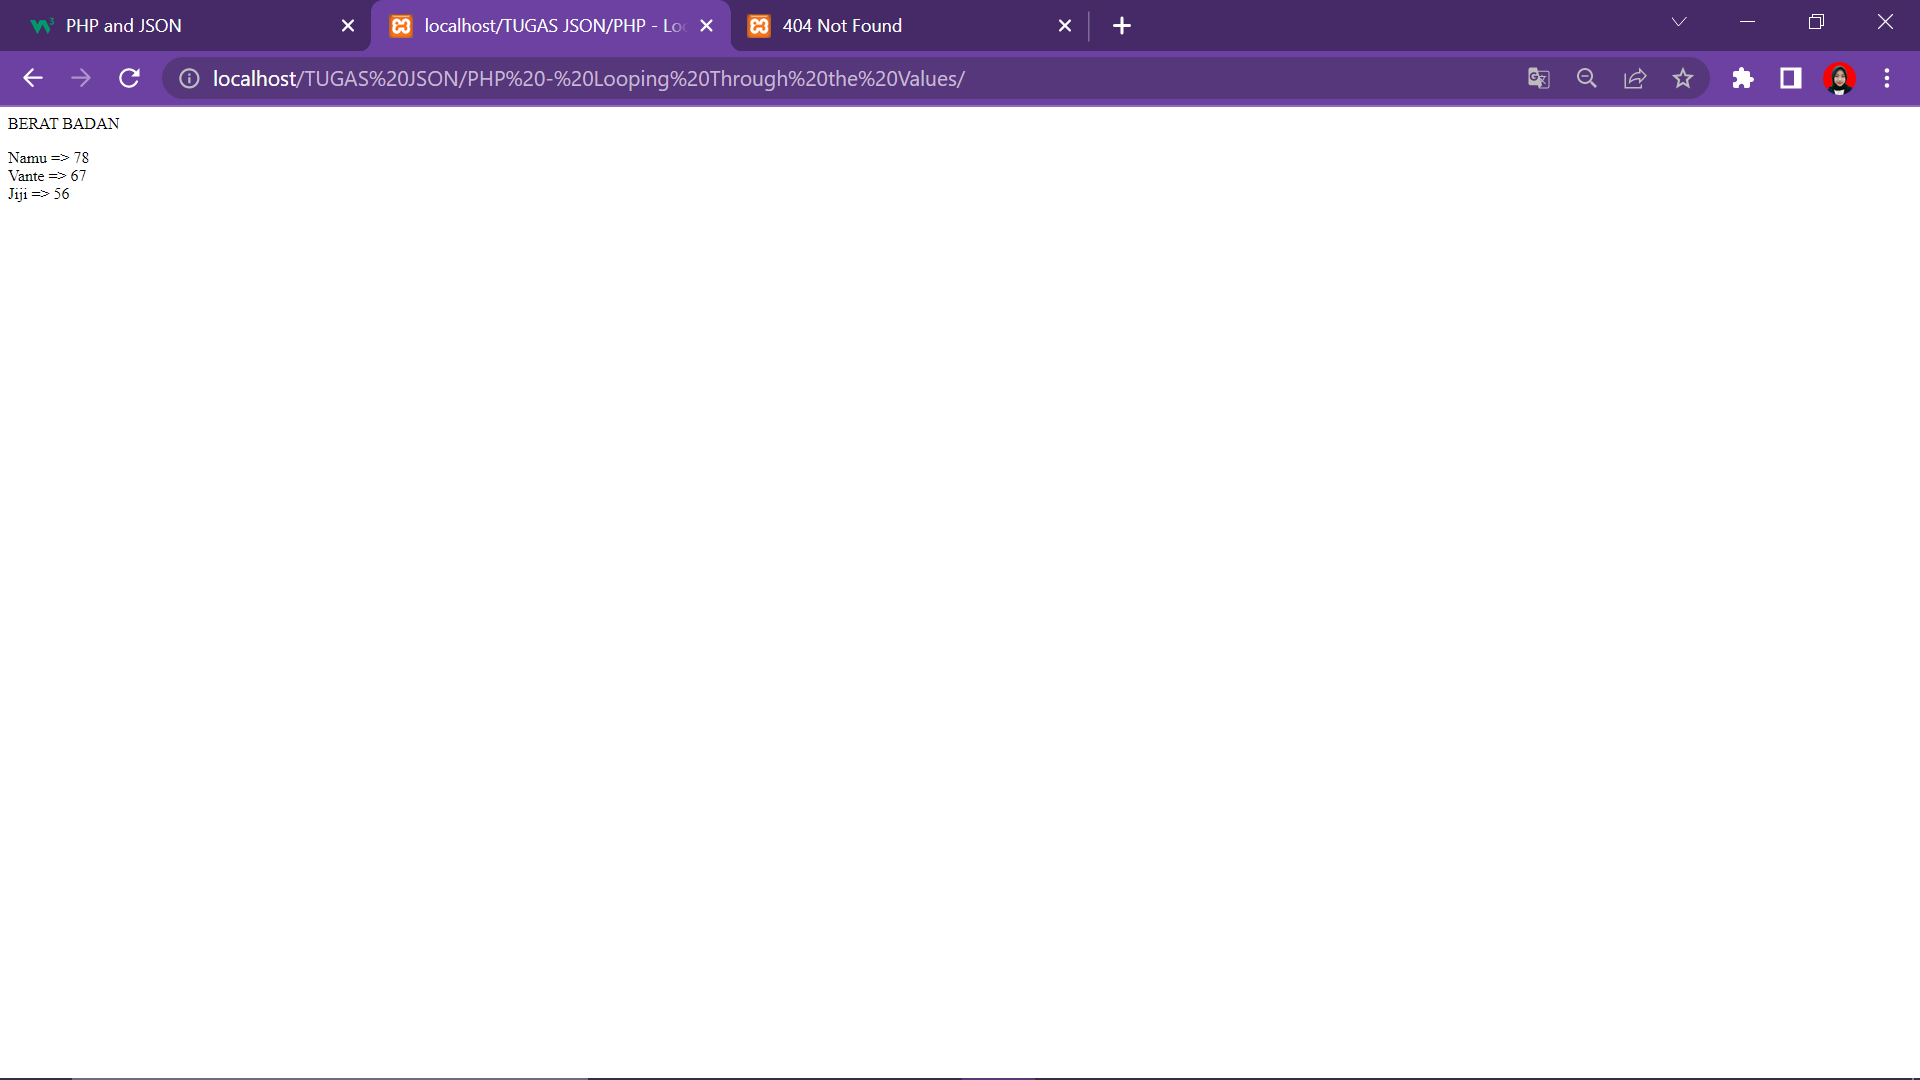 PHP and JSON
localhost/TUGAS JSON/PHP - Lo
404 Not Found
localhost/TUGAS%20JSON/PHP%20-%20Looping%20Through%20the%20Values/
BERAT BADAN
Namu => 78
Vante => 67
Jiji => 56